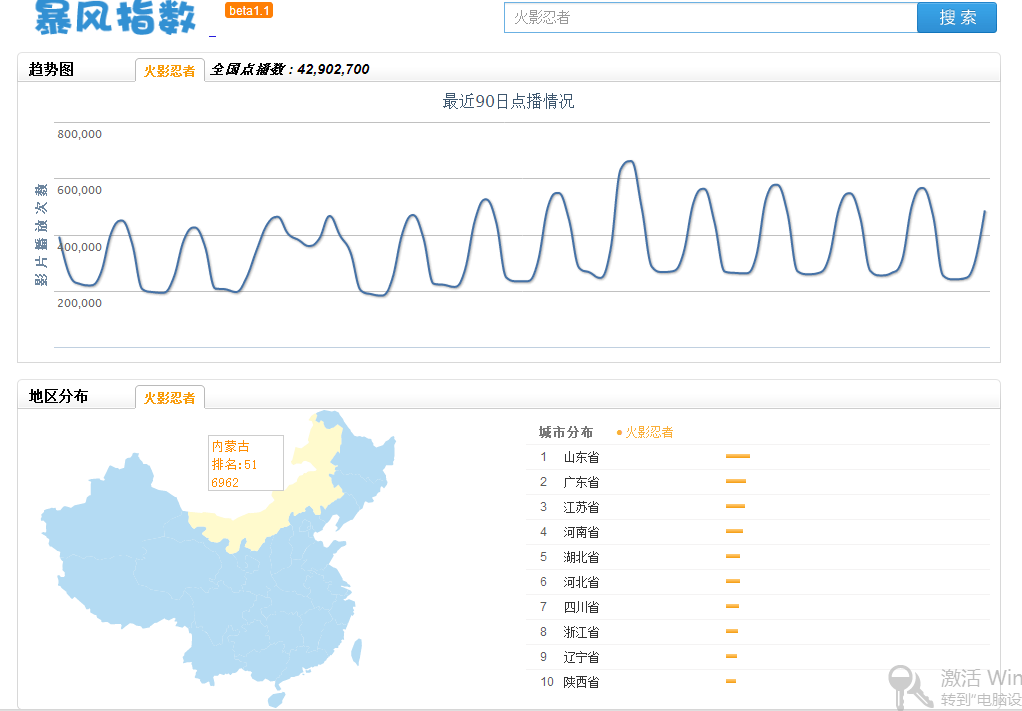 暴风指数 beta1.1
火影忍者 搜 索
趋势图 火影忍者 全国点播数：42,902,700
最近90日点播情况
800,000
600,000
400,000
200,000
影片播放次数
地区分布 火影忍者
内蒙古
排名:51
6962
城市分布 火影忍者
1 山东省
2 广东省
3 江苏省
4 河南省
5 湖北省
6 河北省
7 四川省
8 浙江省
9 辽宁省
10 陕西省
激活 Win
转到"电脑设